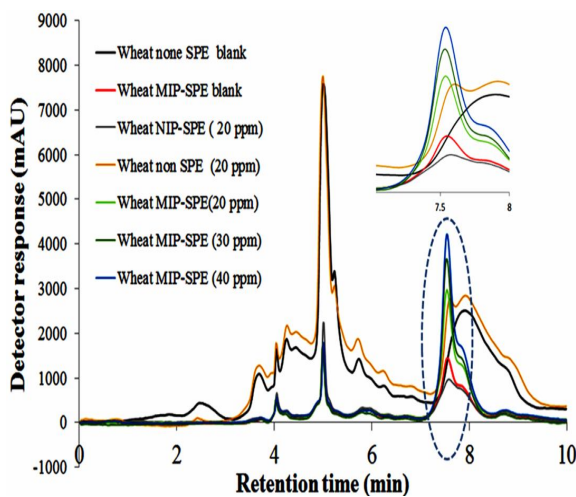 9000
8000
7000
6000
5000
4000
3000
2000
1000
0
-1000
Detector response (mAU)
Wheat none SPE blank
Wheat MIP-SPE blank
Wheat NIP-SPE ( 20 ppm)
Wheat non SPE (20 ppm)
Wheat MIP-SPE(20 ppm)
Wheat MIP-SPE (30 ppm)
Wheat MIP-SPE (40 ppm)
7.5 8
0 2 4 6 8 10
Retention time (min)